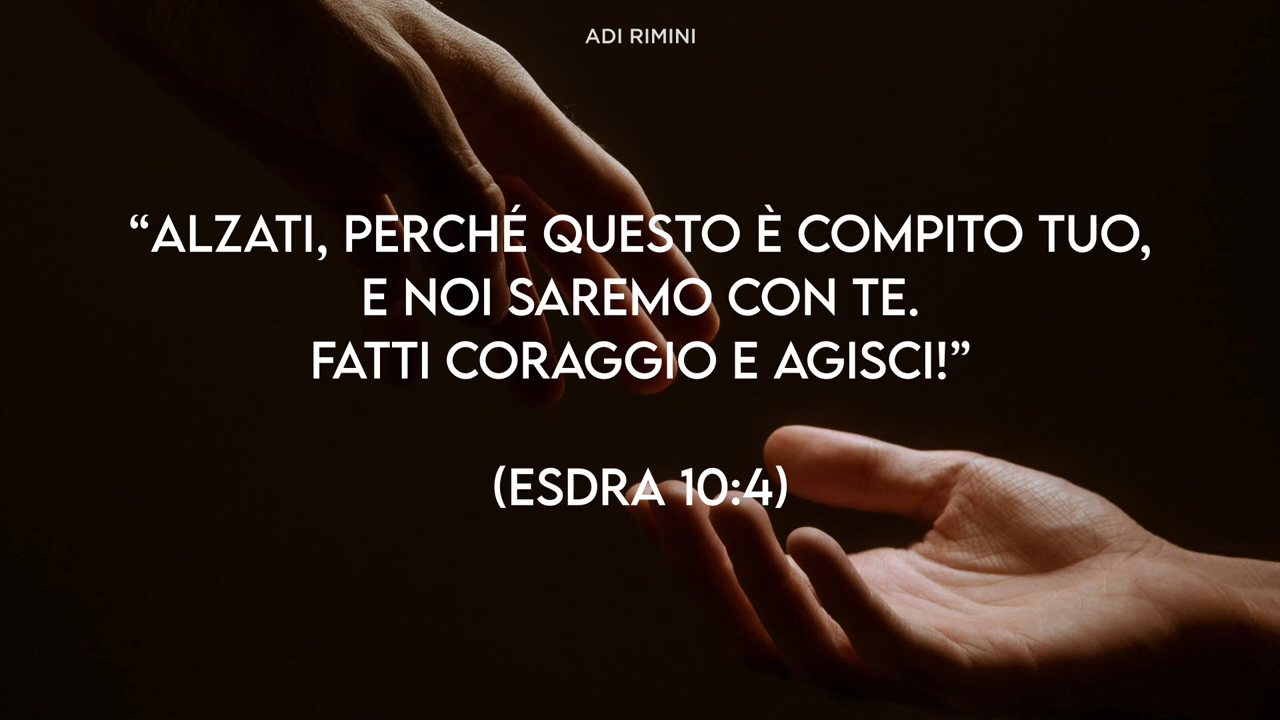 ADI RIMINI
“ALZATI, PERCHÉ QUESTO È COMPITO TUO,
E NOI SAREMO CON TE.
FATTI CORAGGIO E AGISCI!”
(ESDRA 10:4)